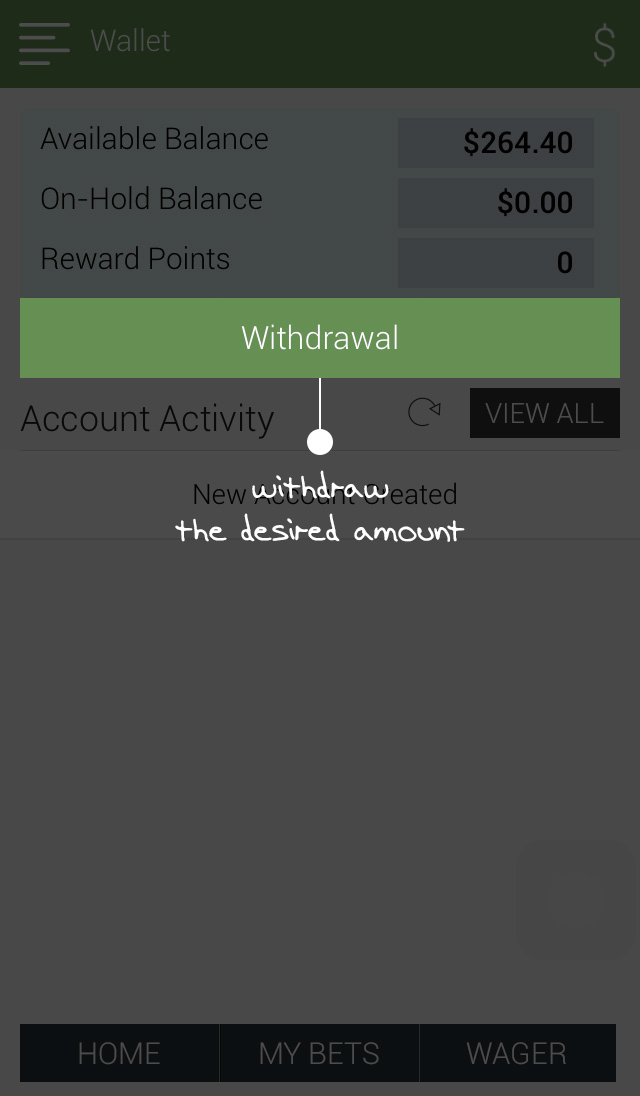 Wallet $
Available Balance $264.40
On-Hold Balance $0.00
Reward Points 0
Withdrawal
Account Activity VIEW ALL
New Account Created
withdraw
the desired amount
HOME MY BETS WAGER